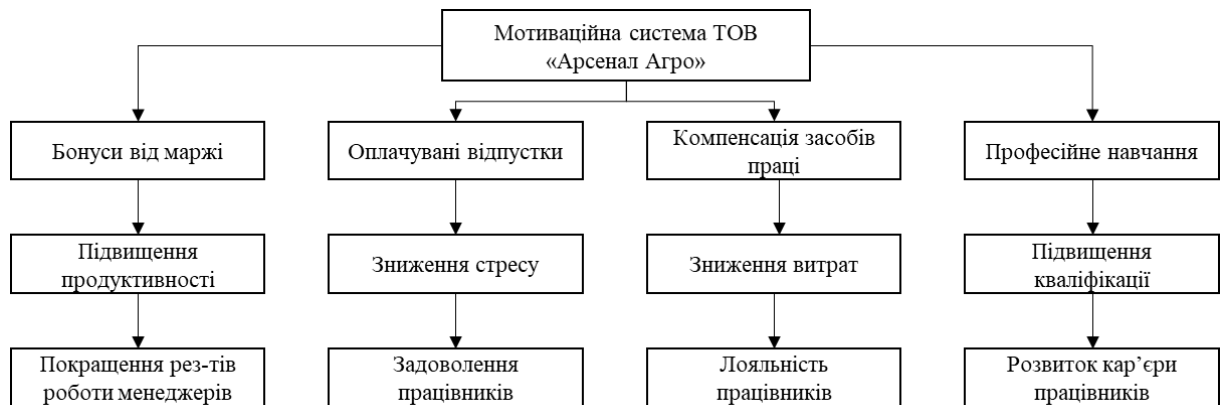 Мотиваційна система ТОВ
«Арсенал Агро»
Бонуси від маржі
Оплачувані відпустки
Компенсація засобів
праці
Професійне навчання
Підвищення
продуктивності
Зниження стресу
Зниження витрат
Підвищення
кваліфікації
Покращення рез-тів
роботи менеджерів
Задоволення
працівників
Лояльність
працівників
Розвиток кар’єри
працівників